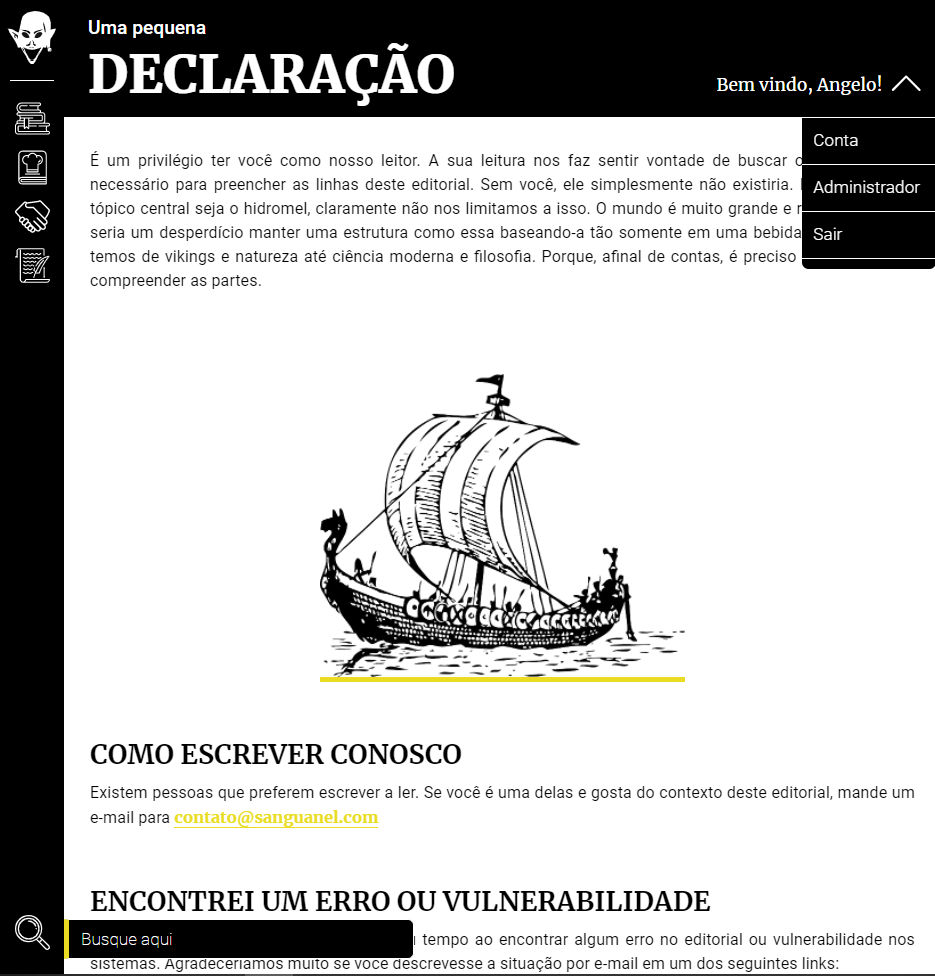 Uma pequena
DECLARAÇÃO
Bem vindo, Angelo!
Conta
Administrador
Sair
É um privilégio ter você como nosso leitor. A sua leitura nos faz sentir vontade de buscar
necessário para preencher as linhas deste editorial. Sem você, ele simplesmente não existiria.
tópico central seja o hidromel, claramente não nos limitamos a isso. O mundo é muito grande e
seria um desperdício manter uma estrutura como essa baseando-a tão somente em uma bebida
temos de vikings e natureza até ciência moderna e filosofia. Porque, afinal de contas, é preciso
compreender as partes.
COMO ESCREVER CONOSCO
Existem pessoas que preferem escrever a ler. Se você é uma delas e gosta do contexto deste editorial, mande um
e-mail para contato@sanguanel.com
ENCONTREI UM ERRO OU VULNERABILIDADE
Busque aqui
tempo ao encontrar algum erro no editorial ou vulnerabilidade nos
sistemas. Agradeceríamos muito se você descrevesse a situação por e-mail em um dos seguintes links: